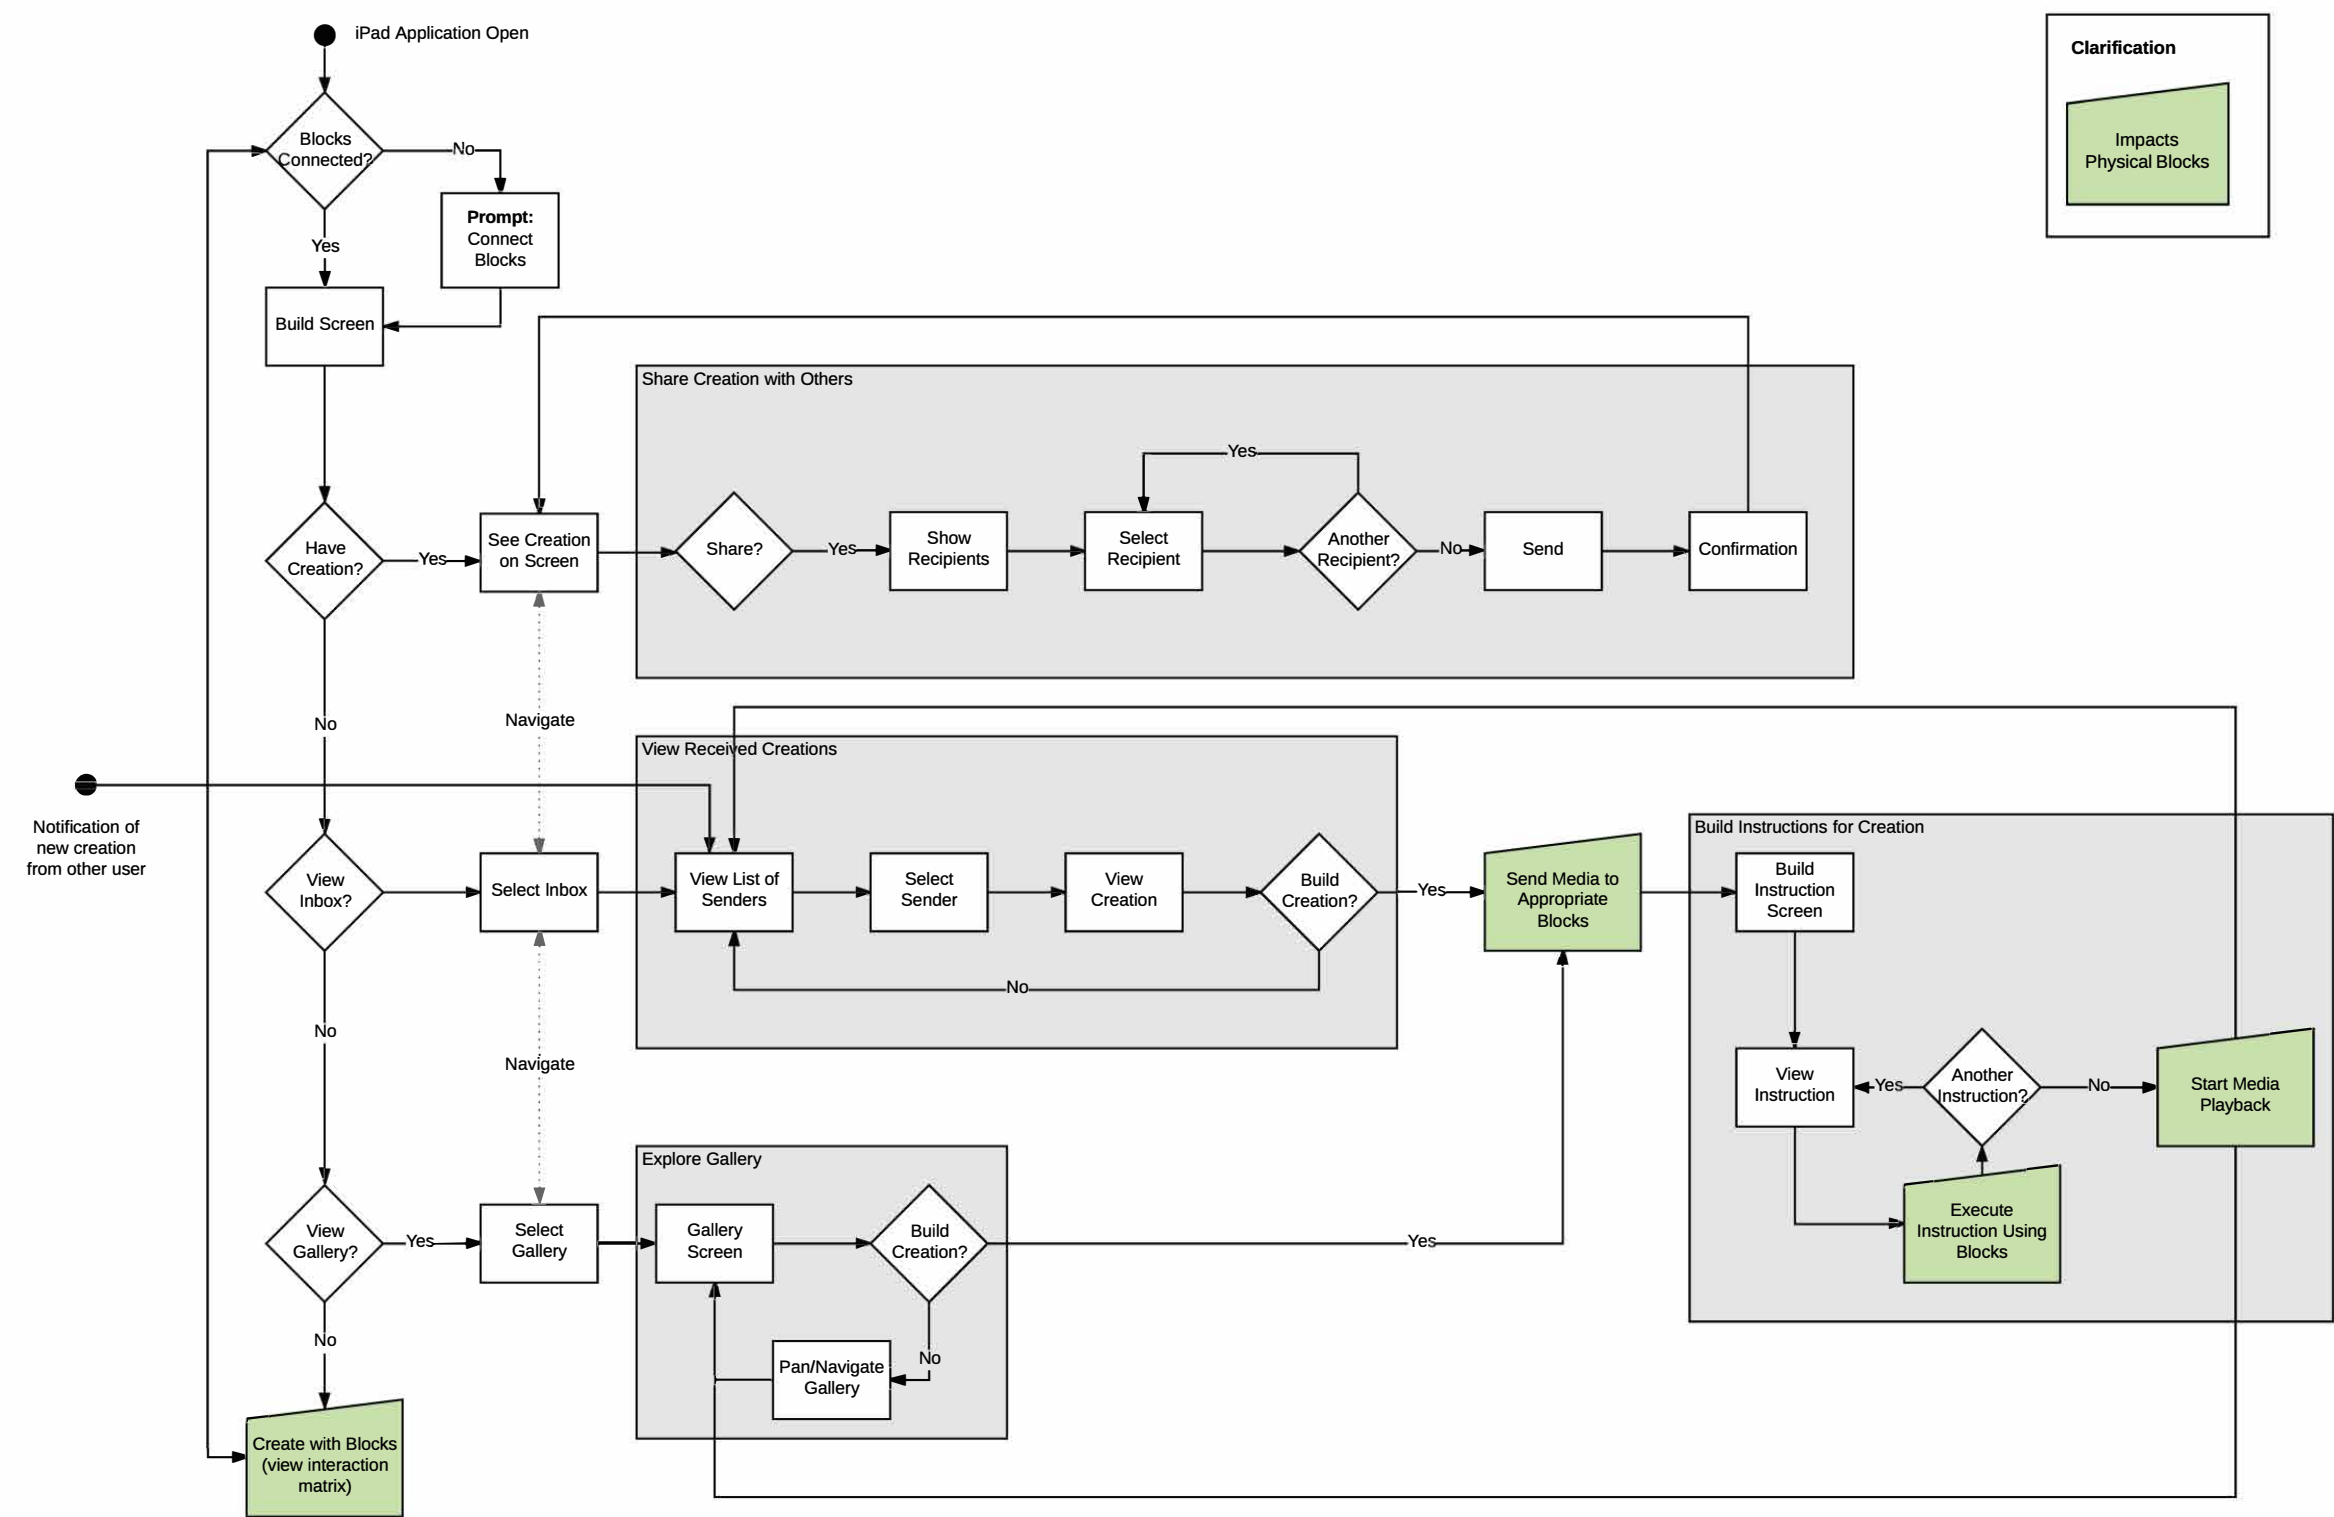 iPad Application Open
Clarification
Impacts
Physical Blocks
Blocks
Connected?
No
Prompt:
Connect
Blocks
Yes
Build Screen
Share Creation with Others
Yes
Have
Creation?
Yes
See Creation
on Screen
Share?
Yes
Show
Recipients
Select
Recipient
Another
Recipient?
No
Send
Confirmation
No
Navigate
View Received Creations
Notification of
new creation
from other user
View
Inbox?
Select Inbox
View List of
Senders
Select
Sender
View
Creation
Build
Creation?
Yes
Send Media to
Appropriate
Blocks
Build Instructions for Creation
Build
Instruction
Screen
No
No
Navigate
View
Instruction
Yes
Another
Instruction?
No
Start Media
Playback
Execute
Instruction Using
Blocks
Explore Gallery
View
Gallery?
Yes
Select
Gallery
Gallery
Screen
Build
Creation?
Yes
No
No
Pan/Navigate
Gallery
Create with Blocks
(view interaction
matrix)